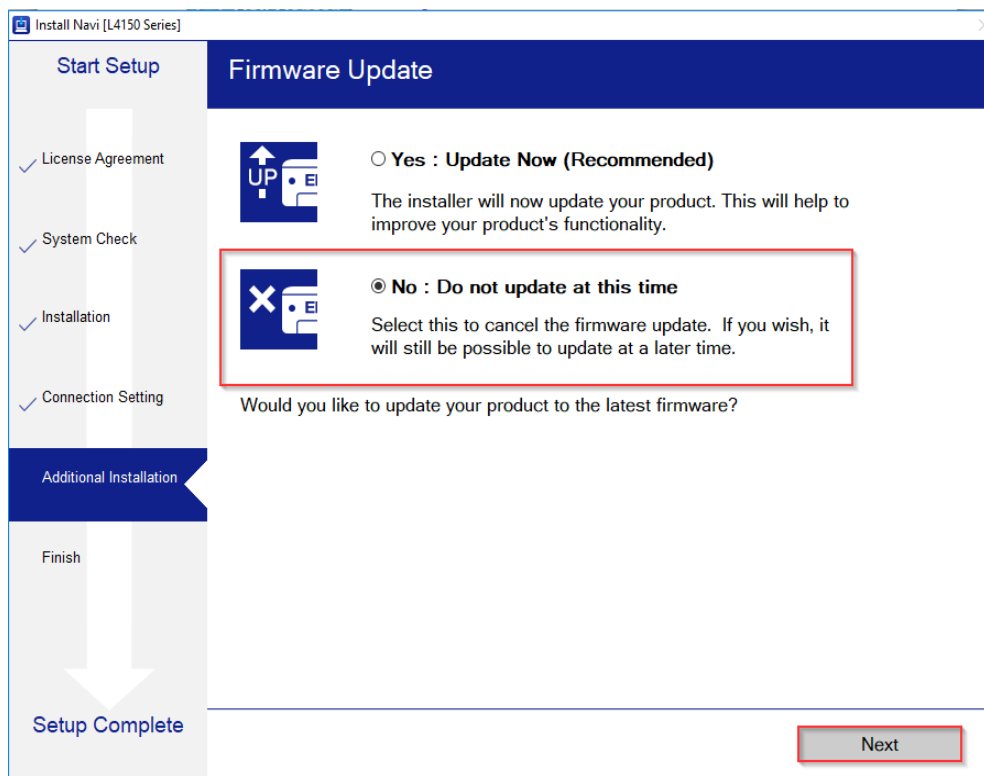 Install Navi [L4150 Series]
Start Setup
License Agreement
System Check
Installation
Connection Setting
Additional Installation
Finish
Setup Complete
Firmware Update
UP
Yes : Update Now (Recommended)
The installer will now update your product. This will help to
improve your product's functionality.
No : Do not update at this time
Select this to cancel the firmware update.  If you wish, it
will still be possible to update at a later time.
Would you like to update your product to the latest firmware?
Next